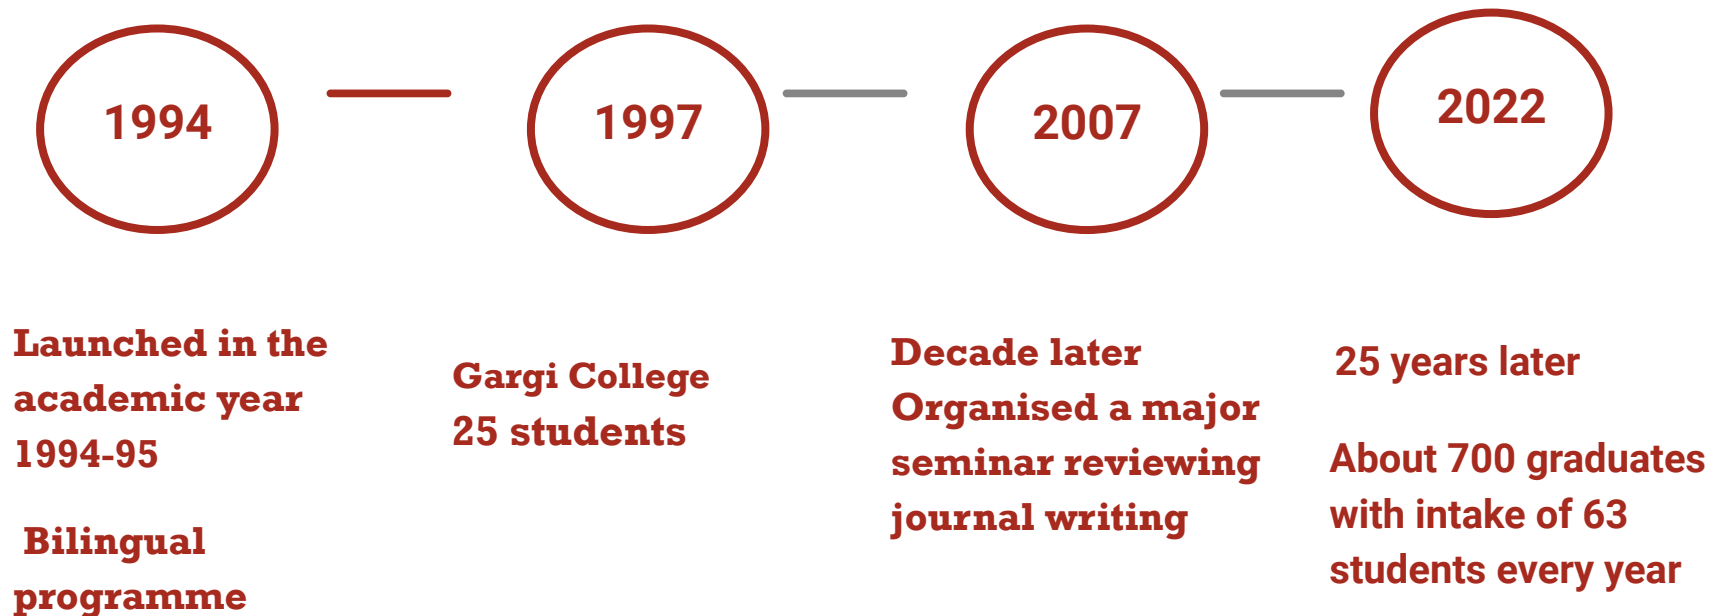 1994
1997
2007
2022
Launched in the
academic year
1994-95
Bilingual
programme
Gargi College
25 students
Decade later
Organised a major
seminar reviewing
journal writing
25 years later
About 700 graduates
with intake of 63
students every year